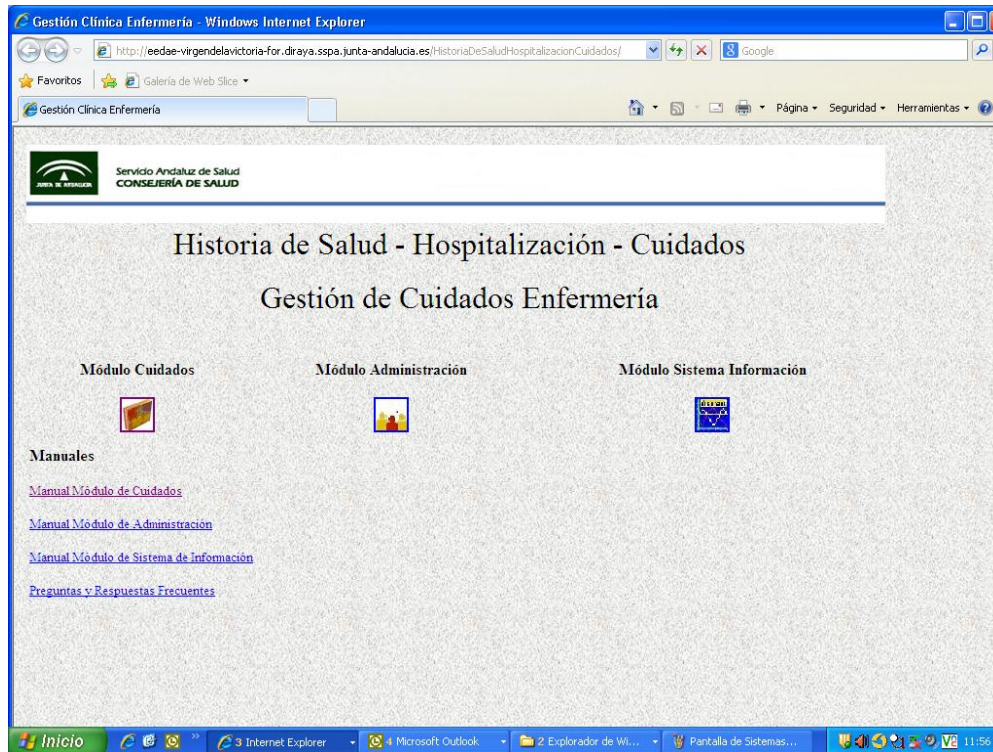 Gestión Clínica Enfermería - Windows Internet Explorer
http://eedae-virgendelavictoria-for.diraya.sspa.junta-andalucia.es/HistoriaDeSaludHospitalizacionCuidados/
Google
Favoritos
Galería de Web Slice
Gestión Clínica Enfermería
Página
Seguridad
Herramientas
JUNTA DE ANDALUCIA
Servicio Andaluz de Salud
CONSEJERÍA DE SALUD
Historia de Salud - Hospitalización - Cuidados
Gestión de Cuidados Enfermería
Módulo Cuidados
Módulo Administración
Módulo Sistema Información
Manuales
Manual Módulo de Cuidados
Manual Módulo de Administración
Manual Módulo de Sistema de Información
Preguntas y Respuestas Frecuentes
Inicio
3 Internet Explorer
4 Microsoft Outlook
2 Explorador de Wi...
Pantalla de Sistemas...
11:56